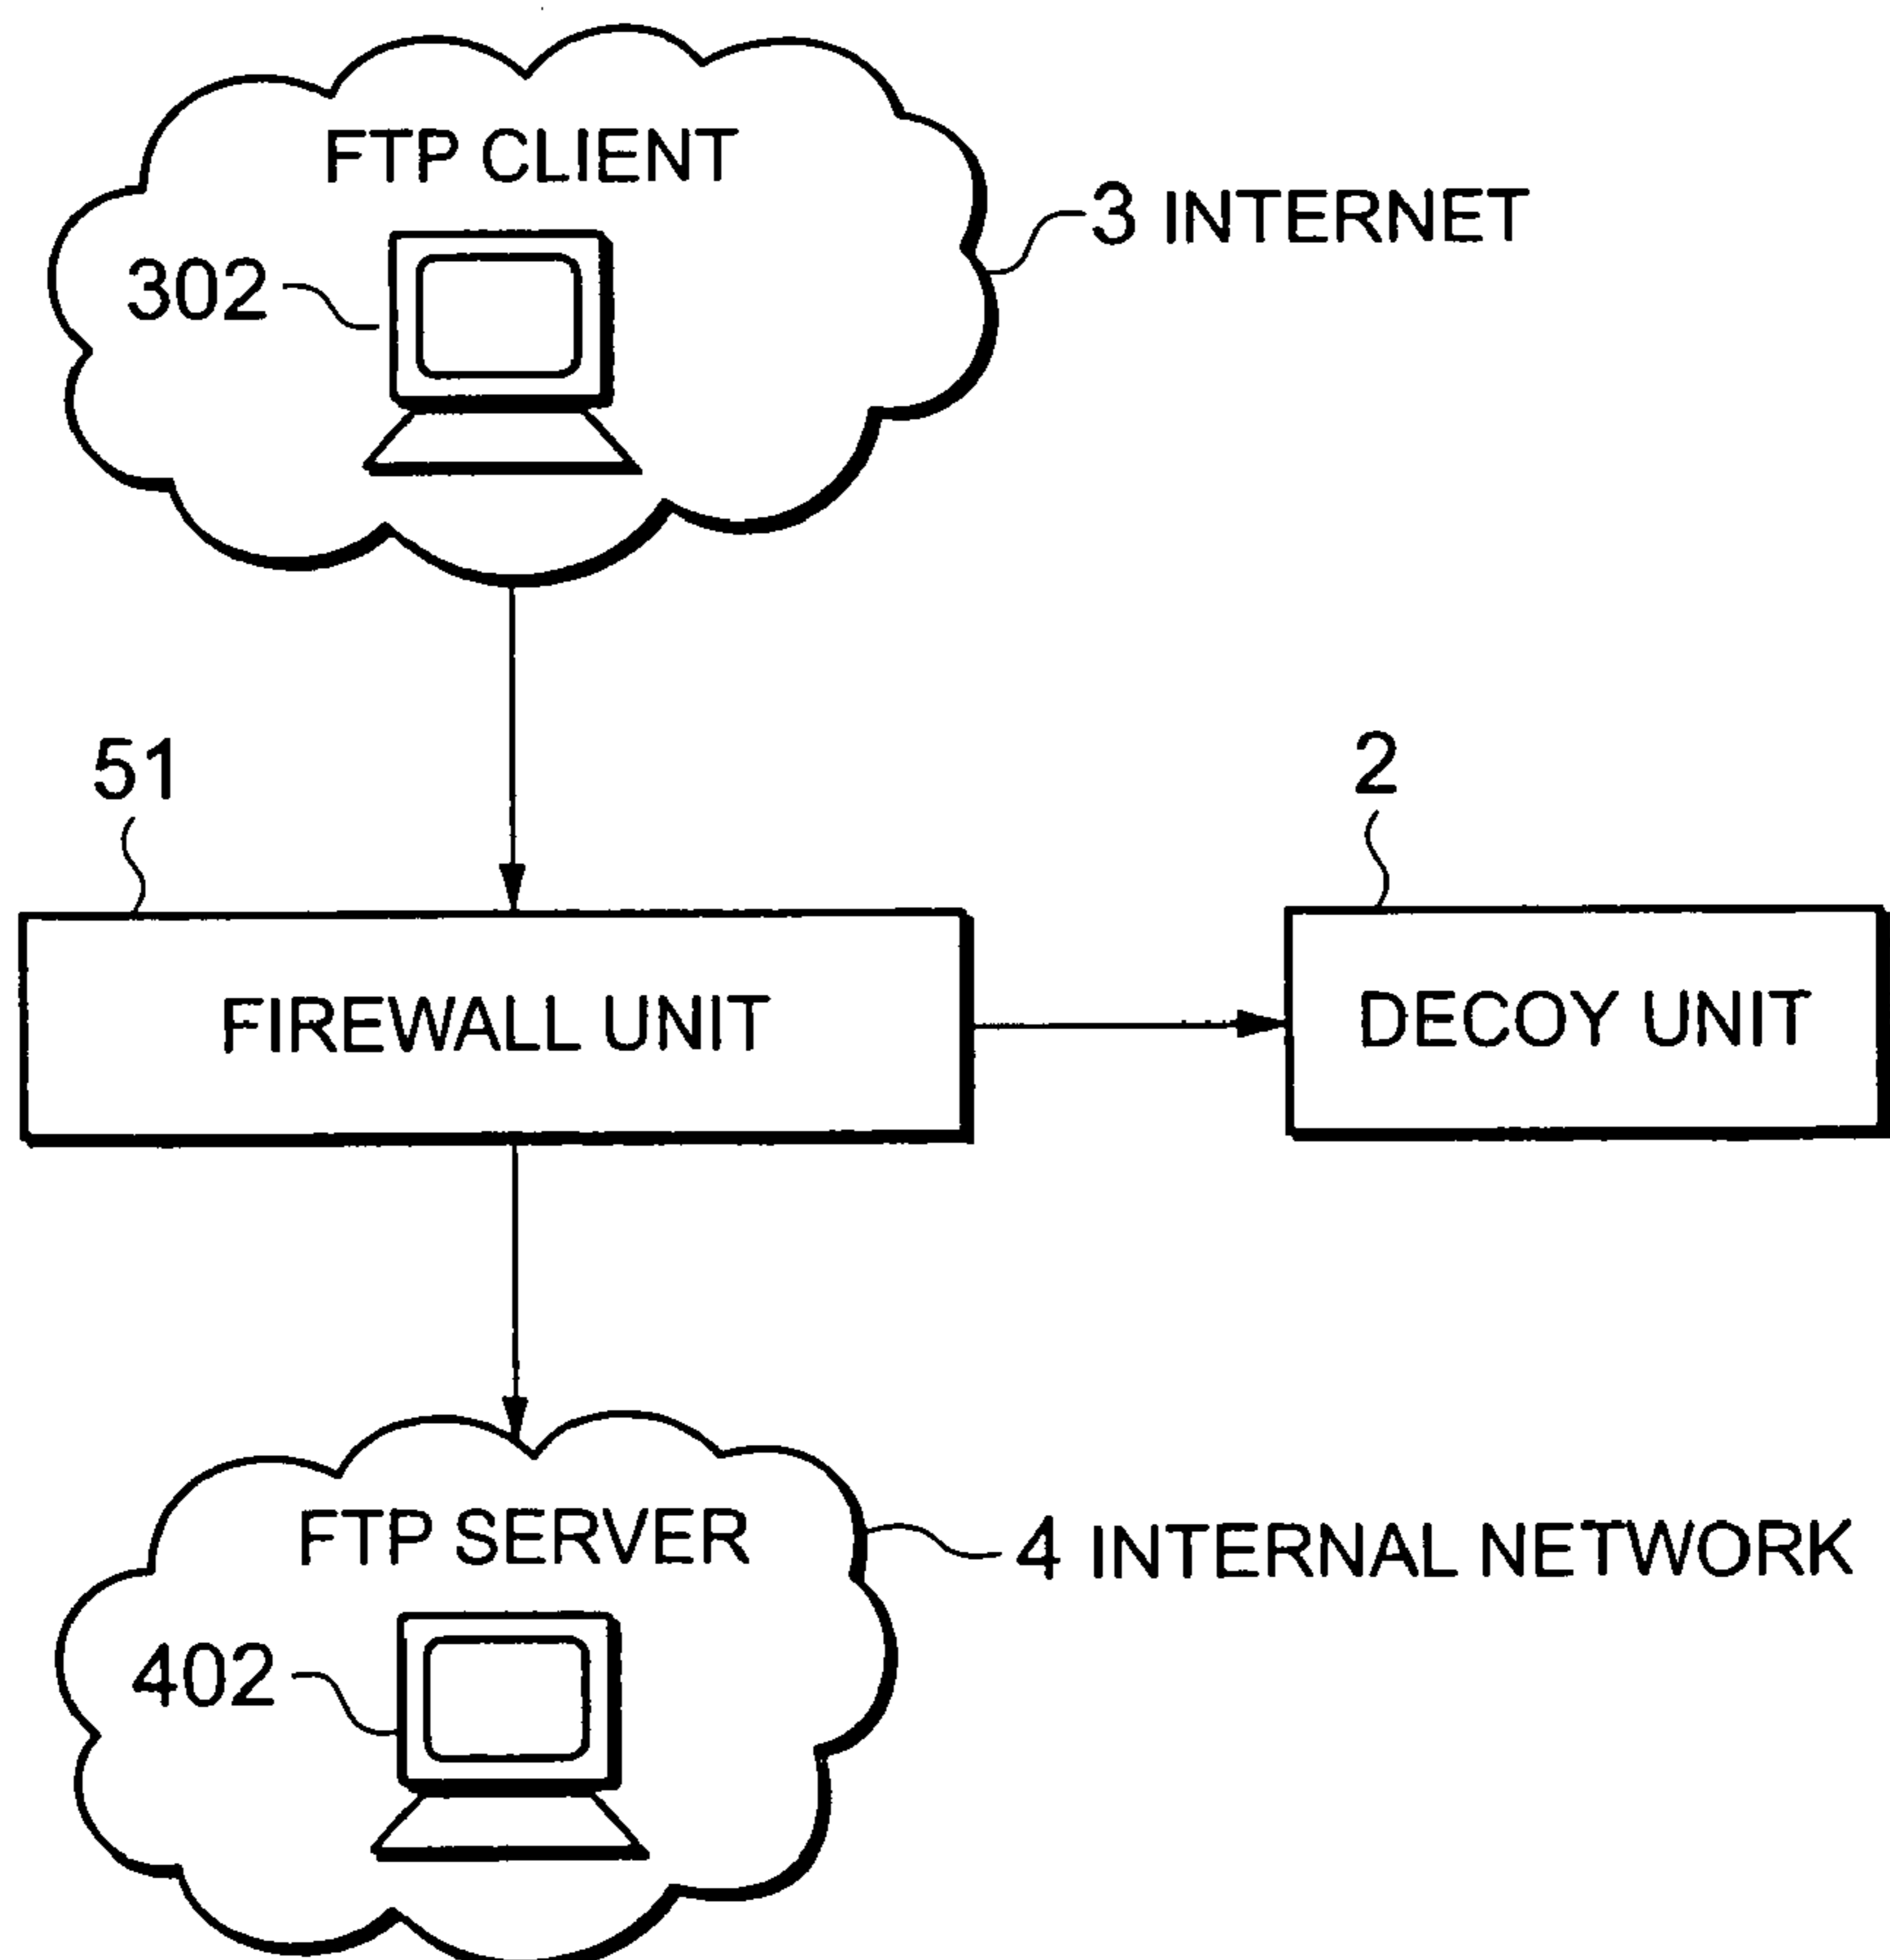 FTP CLIENT
3 INTERNET
302
51
2
FIREWALL UNIT
DECOY UNIT
FTP SERVER
4 INTERNAL NETWORK
402